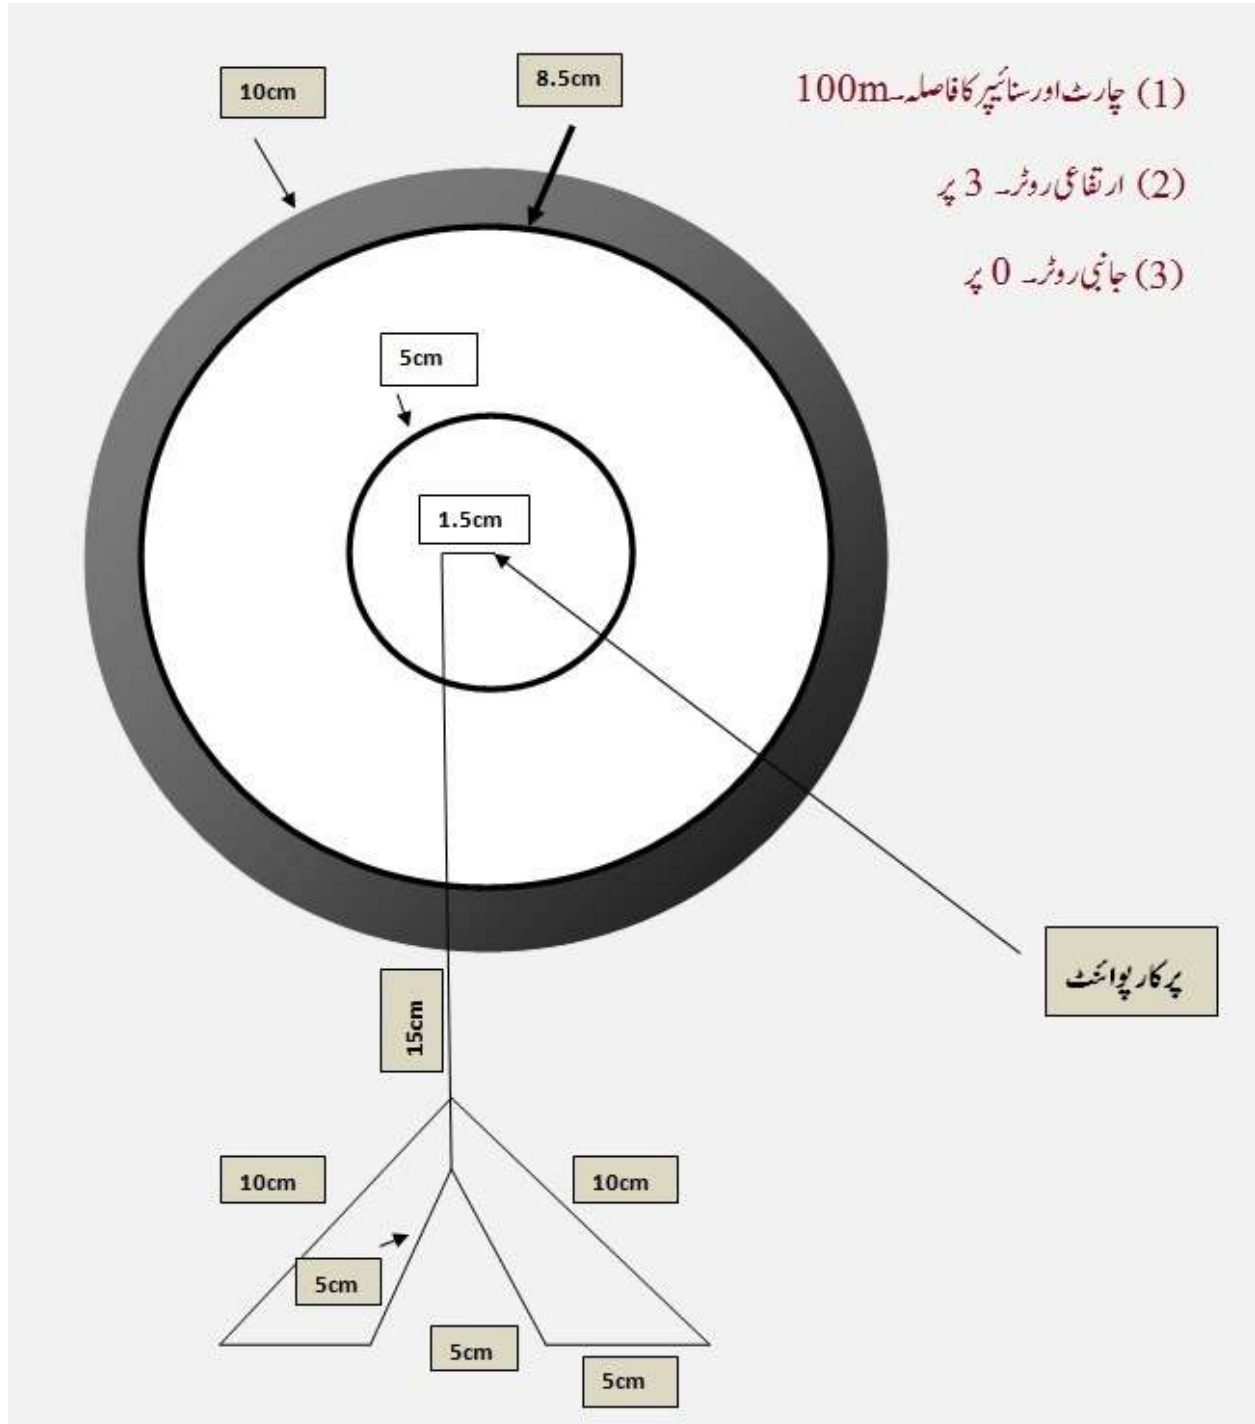 10cm
8.5cm
(1) چارٹ اور سنائیپر کا فاصلہ۔100m
(2) ارتفاعی روٹر۔ 3 پر
(3) جانبی روٹر۔ 0 پر
5cm
1.5cm
پرکار پوائنٹ
15cm
10cm
10cm
5cm
5cm
5cm